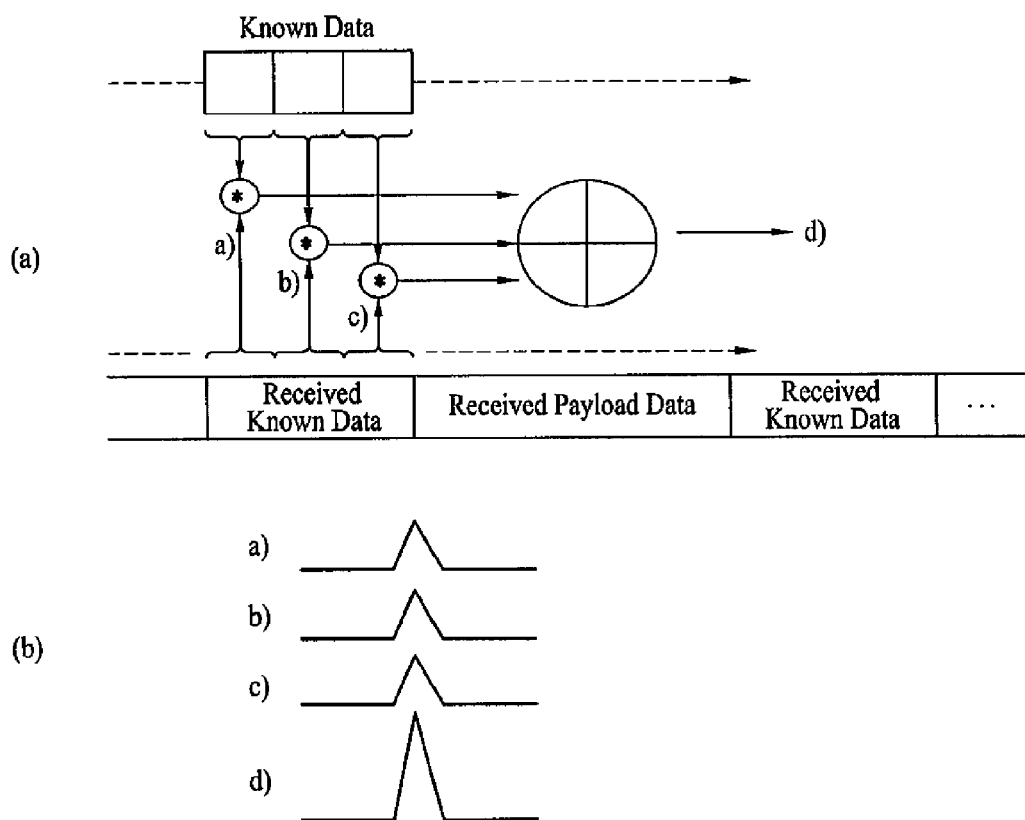 Known Data
*
a)
*
b)
*
c)
d)
(a)
Received
Known Data
Received Payload Data
Received
Known Data
...
a)
b)
(b)
c)
d)